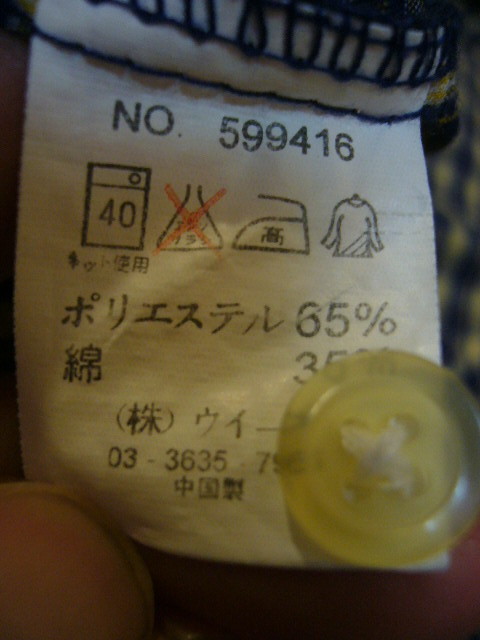 NO. 599416
40 高
ネット使用
ポリエステル 65%
綿
(株) ウイ
03-3635
中国製